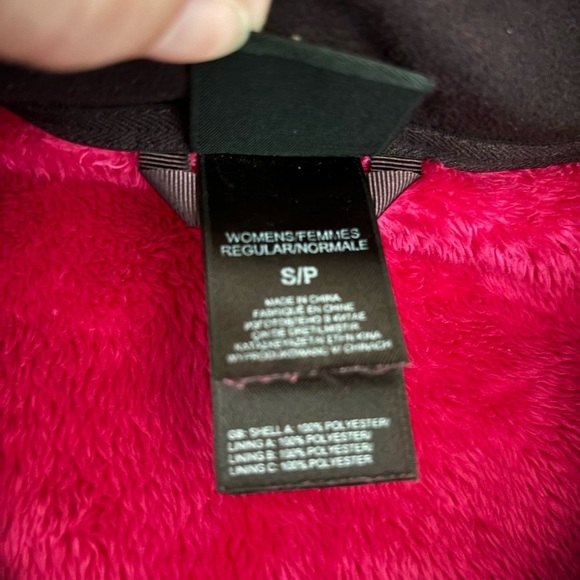 WOMENS/FEMMES
REGULAR/NORMALE
S/P
MADE IN CHINA
FABRIQUÉ EN CHINE
GB: SHELL A: 100% POLYESTER/
LINING A: 100% POLYESTER/
LINING B: 100% POLYESTER/
LINING C: 100% POLYESTER